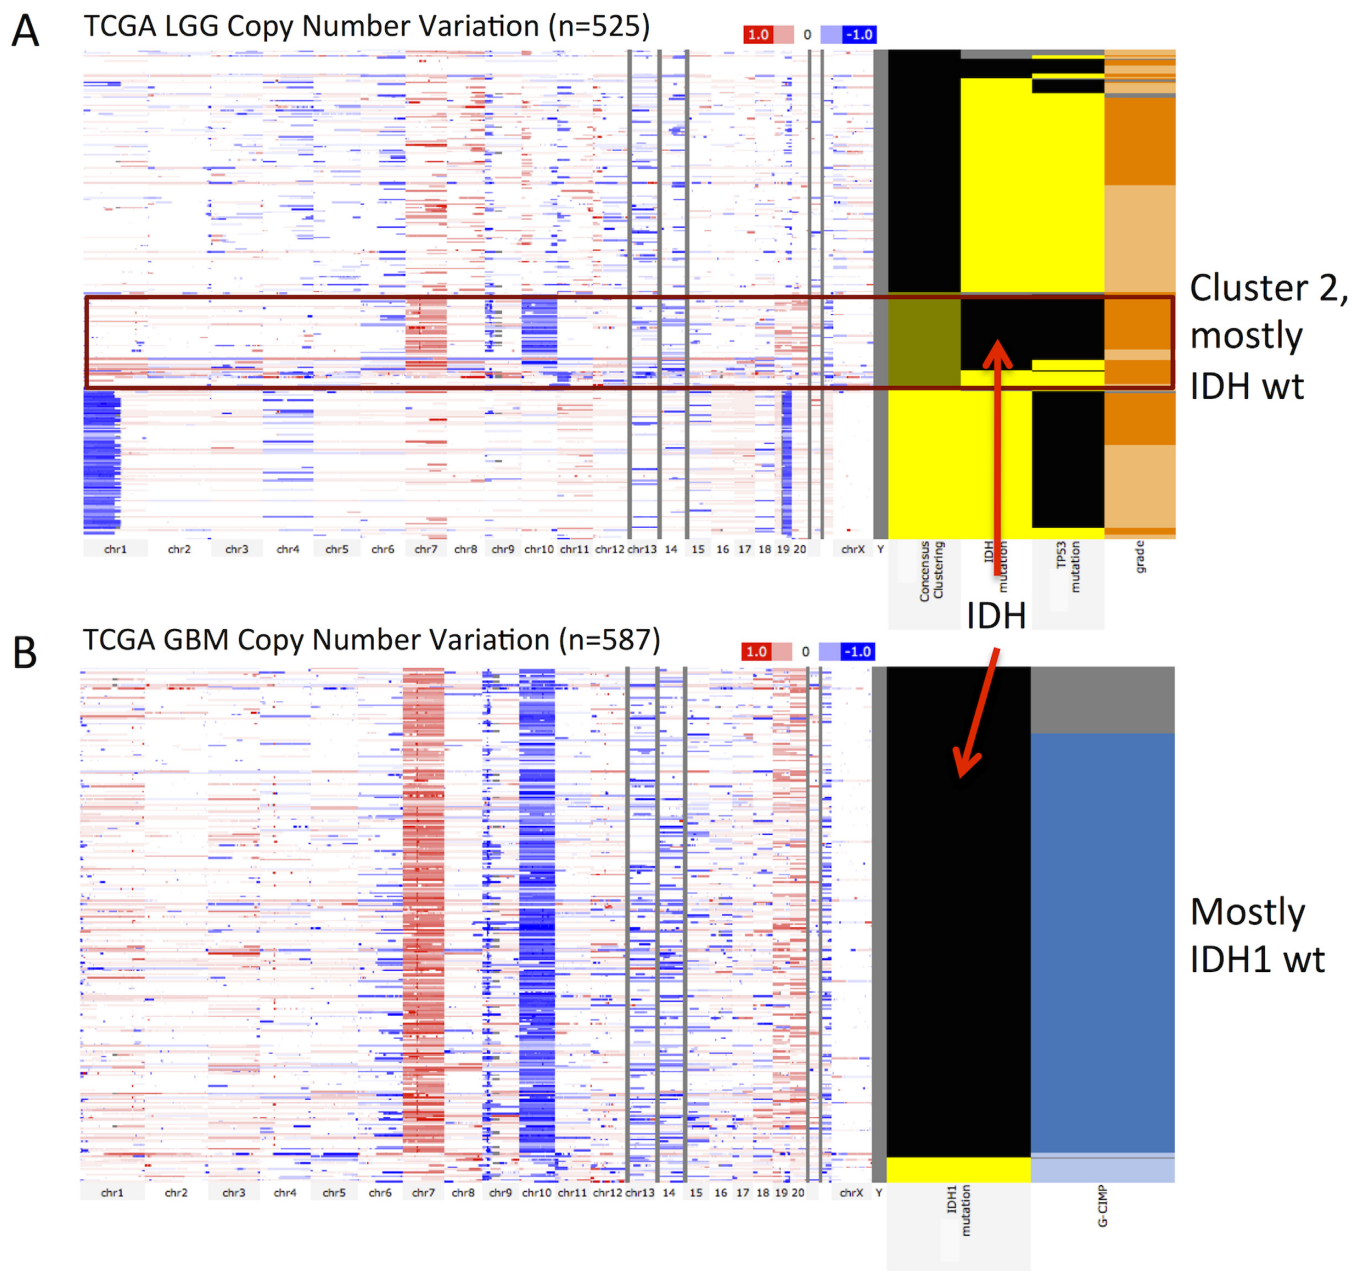 A
TCGA LGG Copy Number Variation (n=525)
1.0 0 -1.0
Cluster 2,
mostly
IDH wt
chr1 chr2 chr3 chr4 chr5 chr6 chr7 chr8 chr9 chr10 chr11 chr12 chr13 14 15 16 17 18 19 20 chrX Y
Concensus
Clustering
IDH
mutation
TP53
mutation
grade
IDH
B
TCGA GBM Copy Number Variation (n=587)
1.0 0 -1.0
Mostly
IDH1 wt
chr1 chr2 chr3 chr4 chr5 chr6 chr7 chr8 chr9 chr10 chr11 chr12 chr13 14 15 16 17 18 19 20 chrX Y
IDH1
mutation
G-CIMP